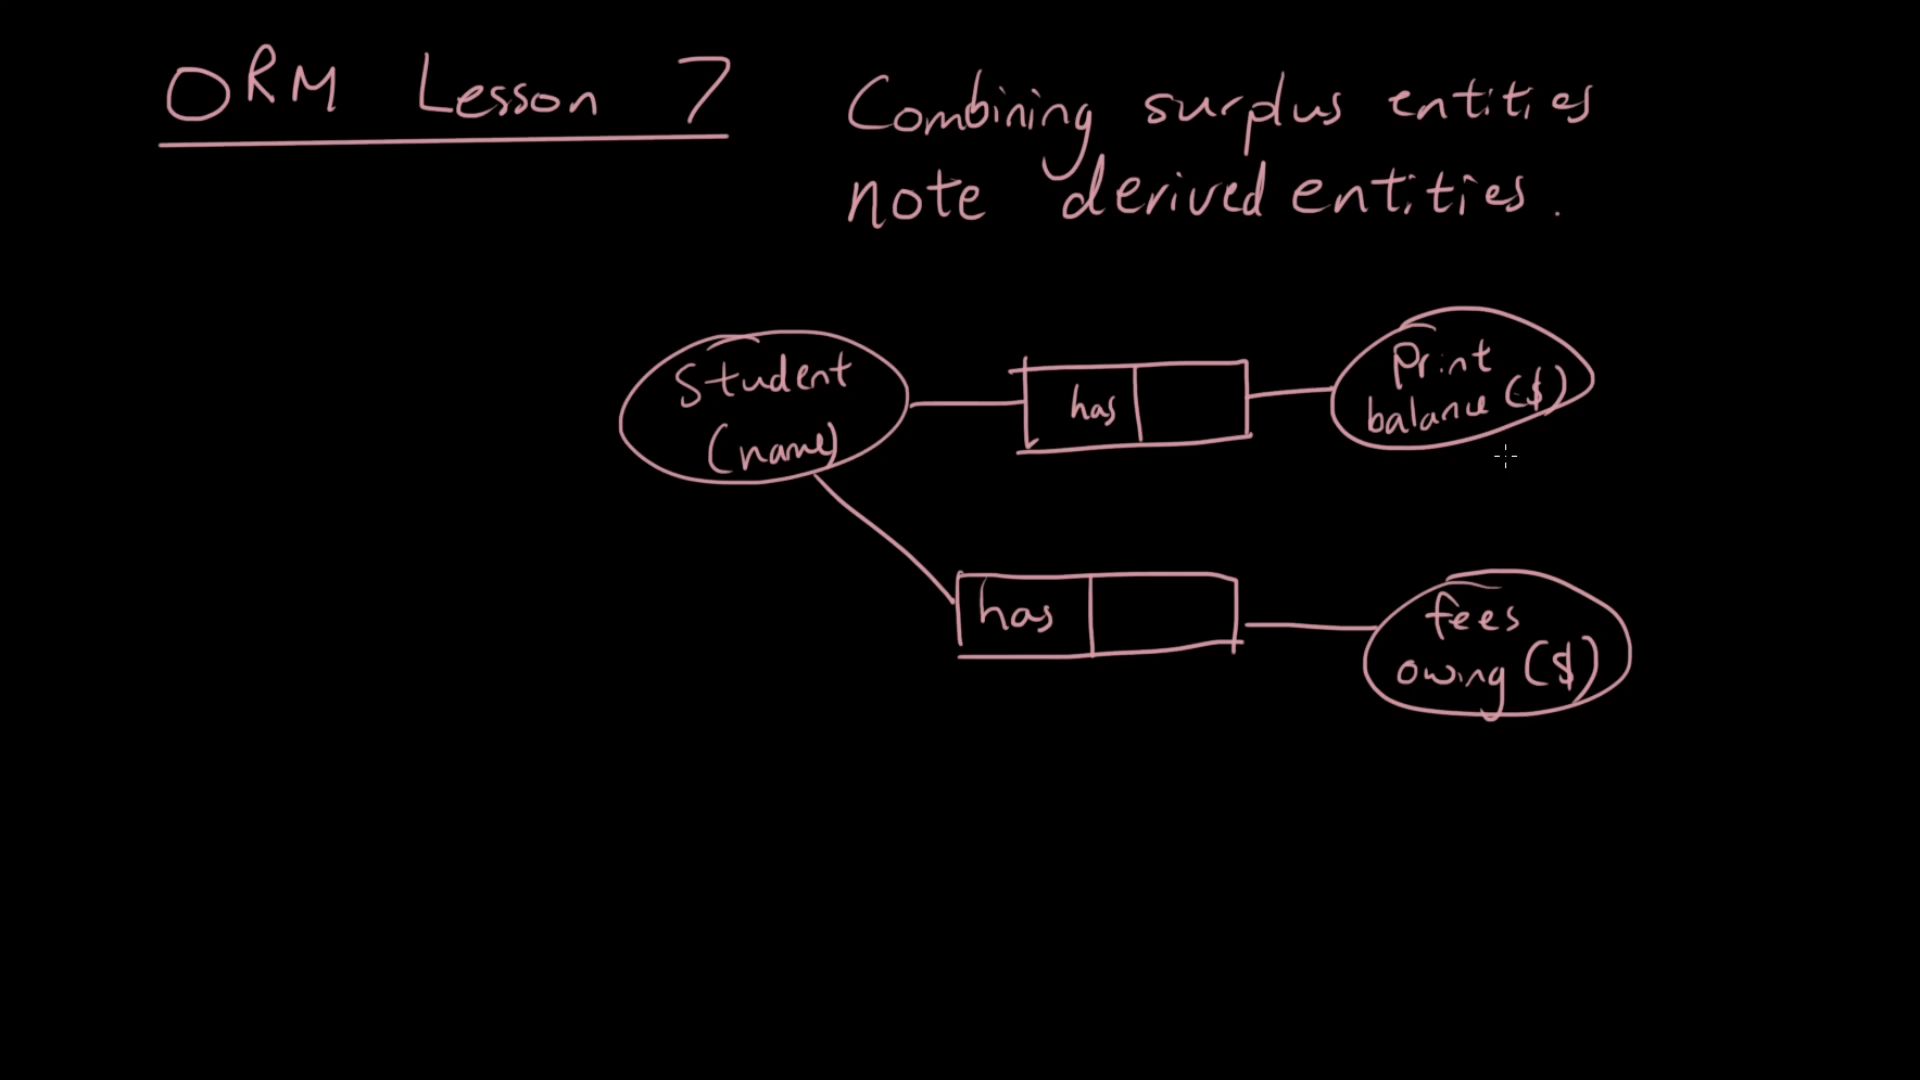 ORM Lesson 7
Combining surplus entities
note derived entities.
Student
(name)
has
Print
balance ($)
has
fees
owing ($)